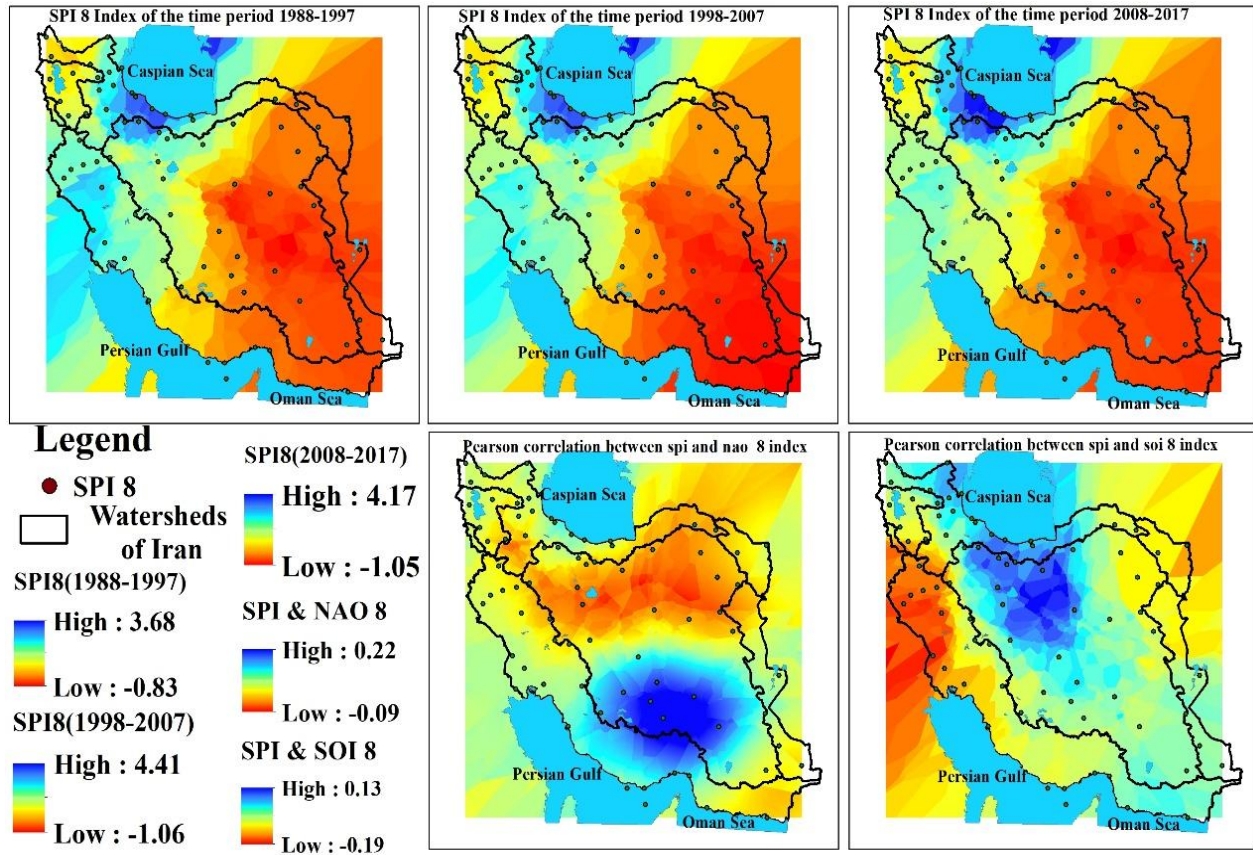 SPI 8 Index of the time period 1988-1997
Caspian Sea
Persian Gulf
Oman Sea
SPI 8 Index of the time period 1998-2007
Caspian Sea
Persian Gulf
Oman Sea
SPI 8 Index of the time period 2008-2017
Caspian Sea
Persian Gulf
Oman Sea
Legend
SPI 8
Watersheds
of Iran
SPI8(1988-1997)
High : 3.68
Low : -0.83
SPI8(1998-2007)
High : 4.41
Low : -1.06
SPI8(2008-2017)
High : 4.17
Low : -1.05
SPI & NAO 8
High : 0.22
Low : -0.09
SPI & SOI 8
High : 0.13
Low : -0.19
Pearson correlation between spi and nao 8 index
Caspian Sea
Persian Gulf
Oman Sea
Pearson correlation between spi and soi 8 index
Caspian Sea
Persian Gulf
Oman Sea